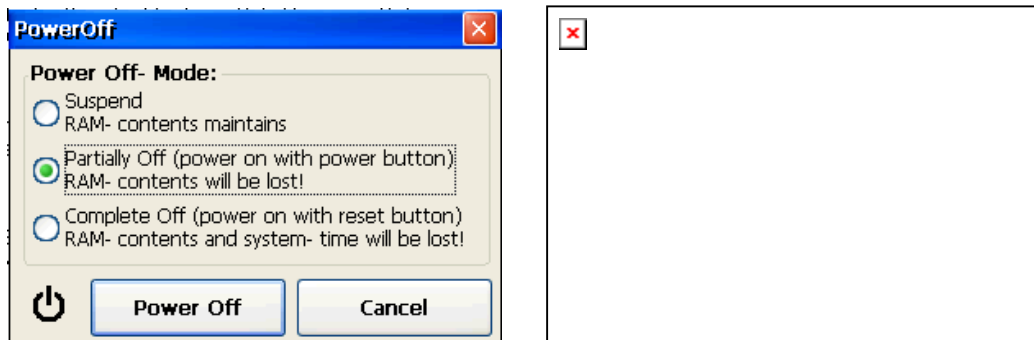 PowerOff
Power Off- Mode:
Suspend
RAM- contents maintains
Partially Off (power on with power button)
RAM- contents will be lost!
Complete Off (power on with reset button)
RAM- contents and system- time will be lost!
Power Off
Cancel